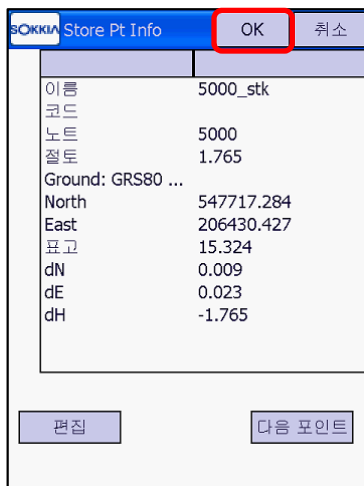 SOKKIA Store Pt Info OK 취소
이름 5000_stk
코드
노트 5000
절토 1.765
Ground: GRS80 ...
North 547717.284
East 206430.427
표고 15.324
dN 0.009
dE 0.023
dH -1.765
편집 다음 포인트